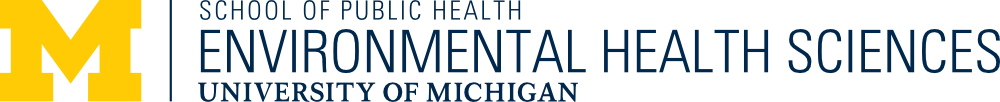 M
SCHOOL OF PUBLIC HEALTH
ENVIRONMENTAL HEALTH SCIENCES
UNIVERSITY OF MICHIGAN